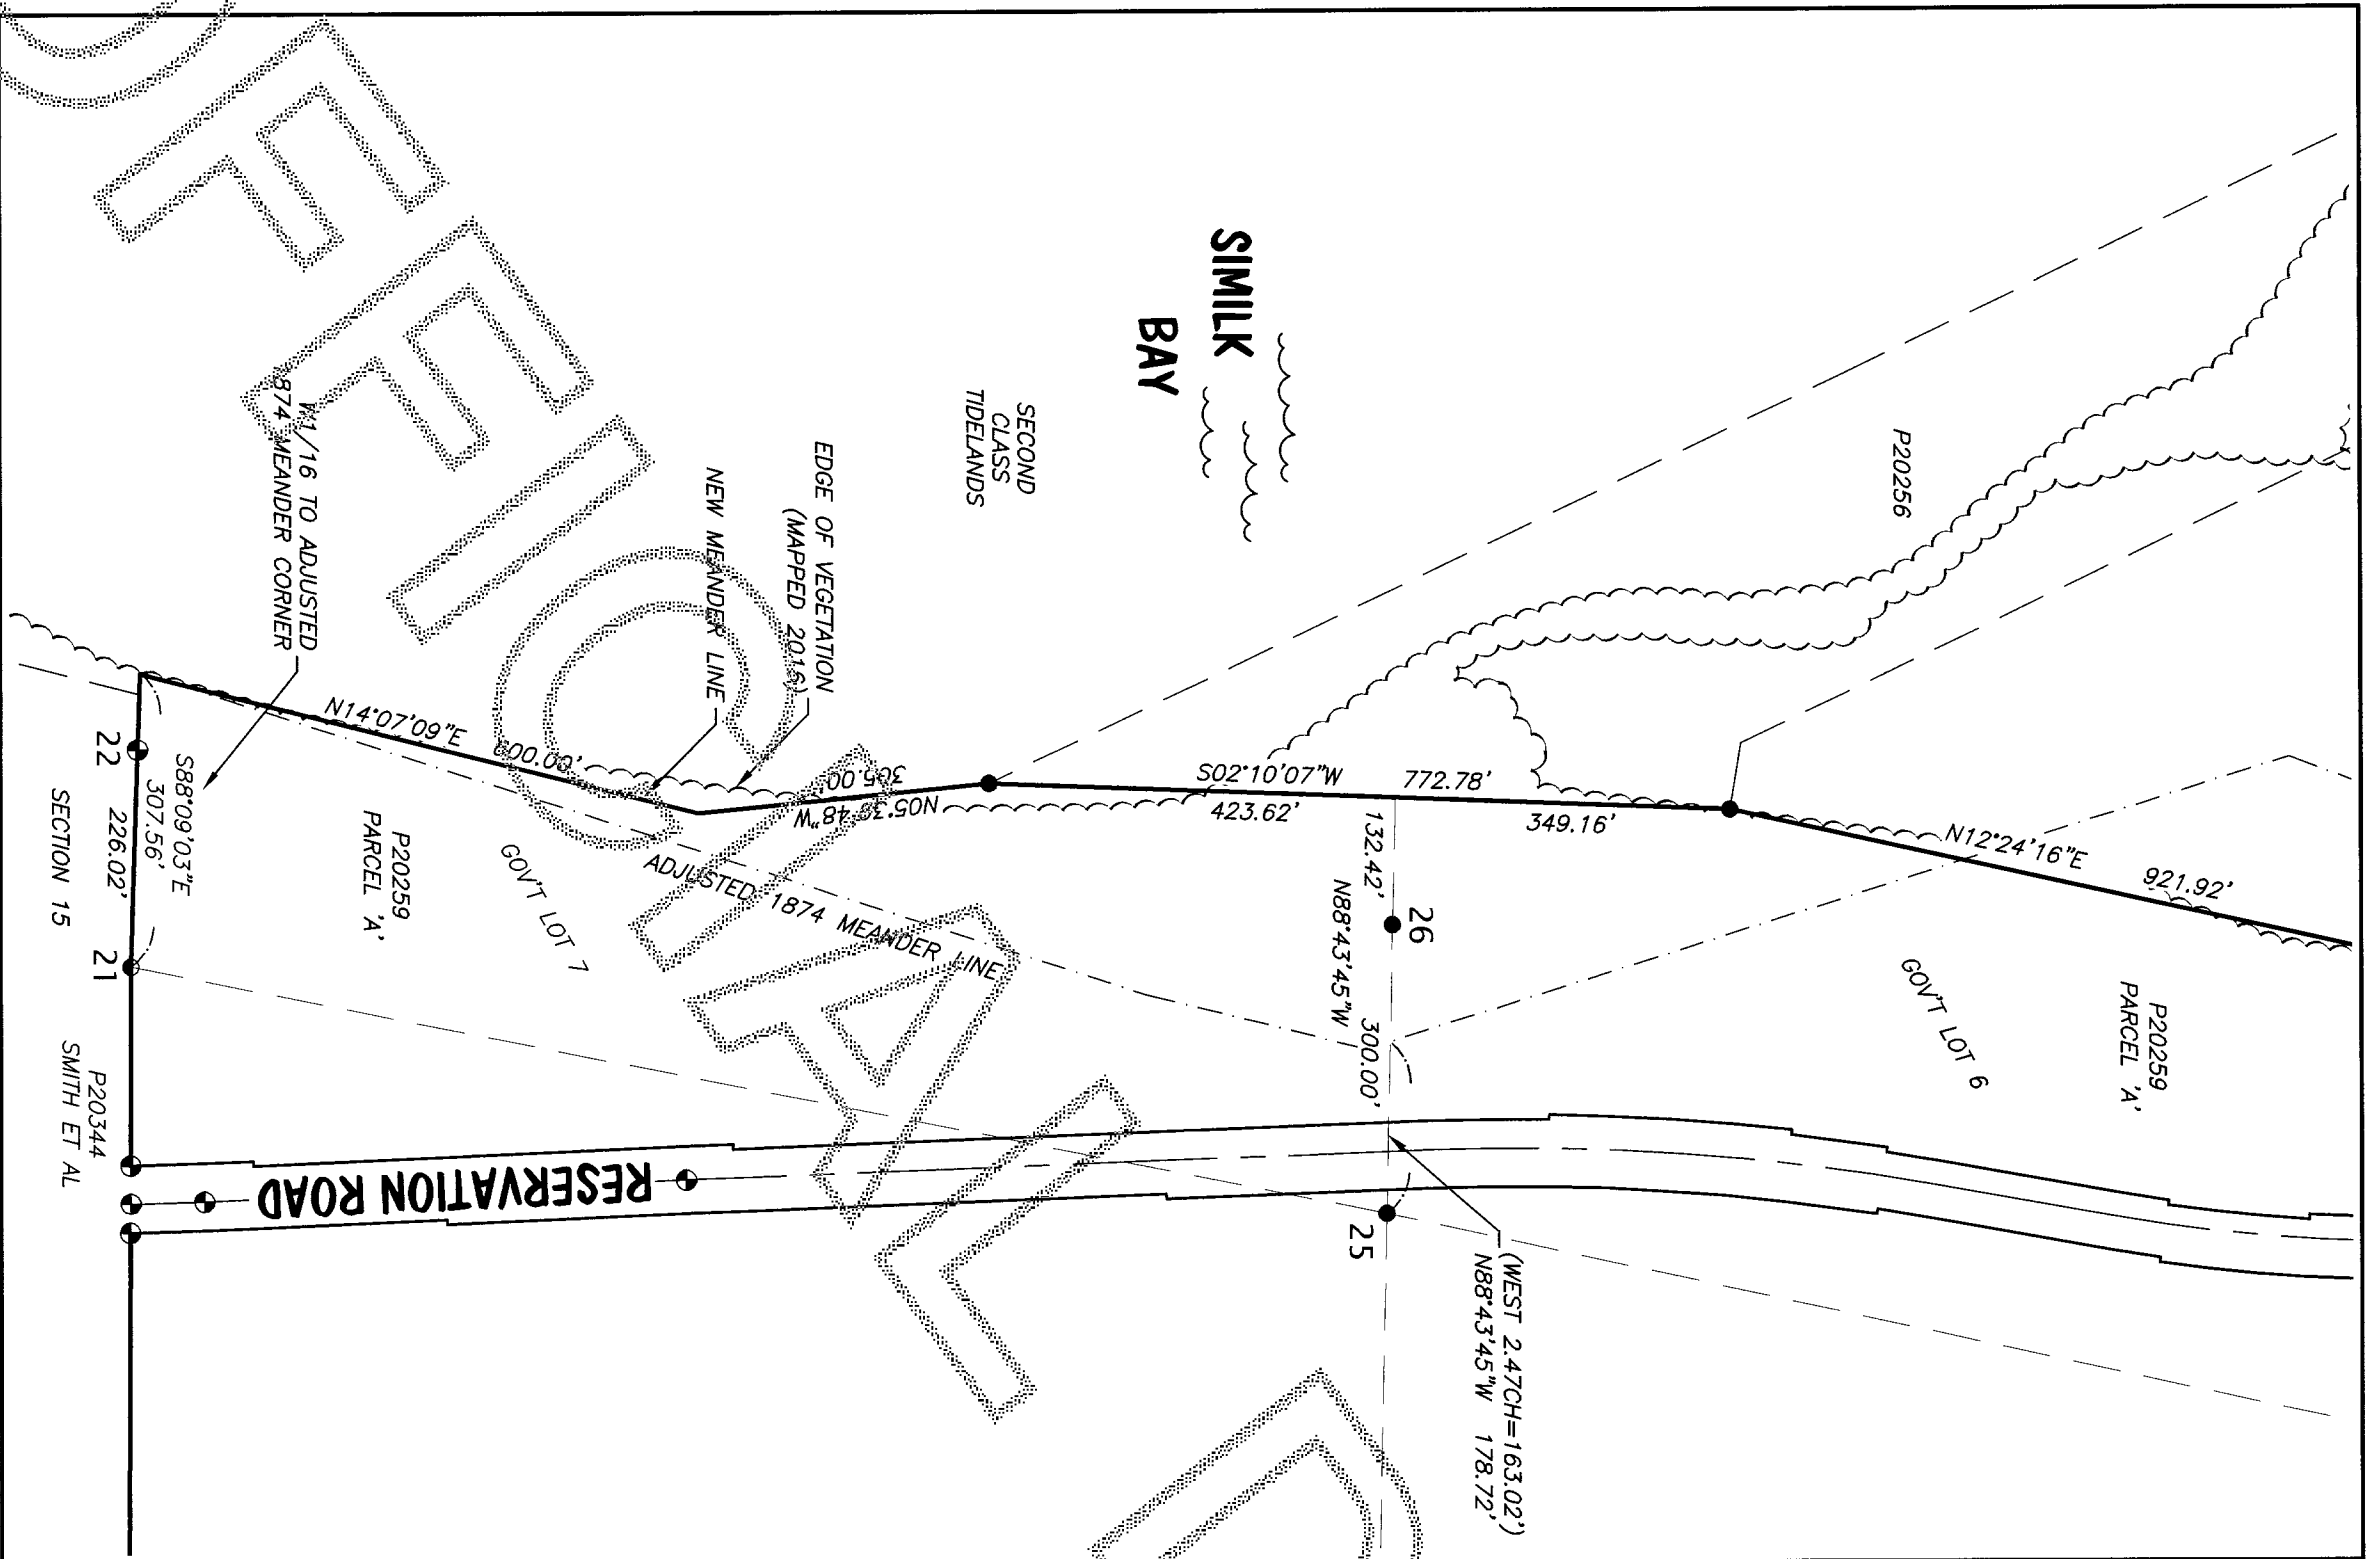 SIMILK
BAY
P20256
SECOND
CLASS
TIDELANDS
EDGE OF VEGETATION
(MAPPED 2016)
NEW MEANDER LINE
W1/16 TO ADJUSTED
1874 MEANDER CORNER
N14°07'09"E 600.00'
305.00
N05°38'48"W
S02°10'07"W 772.78'
423.62'
349.16'
N12°24'16"E 921.92'
132.42'
26
N88°43'45"W 300.00'
25
(WEST 2.47CH=163.02')
N88°43'45"W 178.72'
GOV'T LOT 6
P20259
PARCEL 'A'
GOV'T LOT 7
P20259
PARCEL 'A'
ADJUSTED 1874 MEANDER LINE
S88°09'03"E
307.56'
226.02'
22
21
SECTION 15
P20344
SMITH ET AL
RESERVATION ROAD
OFFICIAL